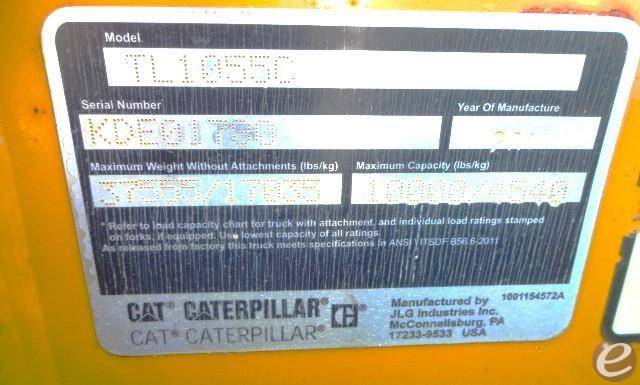 Model
TL1055C
Serial Number
KDE01790
Year Of Manufacture
Maximum Weight Without Attachments (lbs/kg)
37555/17035
Maximum Capacity (lbs/kg)
10000/4540
* Refer to load capacity chart for truck with attachment, and individual load ratings stamped
on forks, if equipped. Use lowest capacity of all ratings.
As released from factory this truck meets specifications in ANSI \ ITSDF B56.6-2011
CAT® CATERPILLAR®
CAT® CATERPILLAR®
Manufactured by
JLG Industries Inc.
McConnellsburg, PA
17233-9533 USA
1001154572A
e